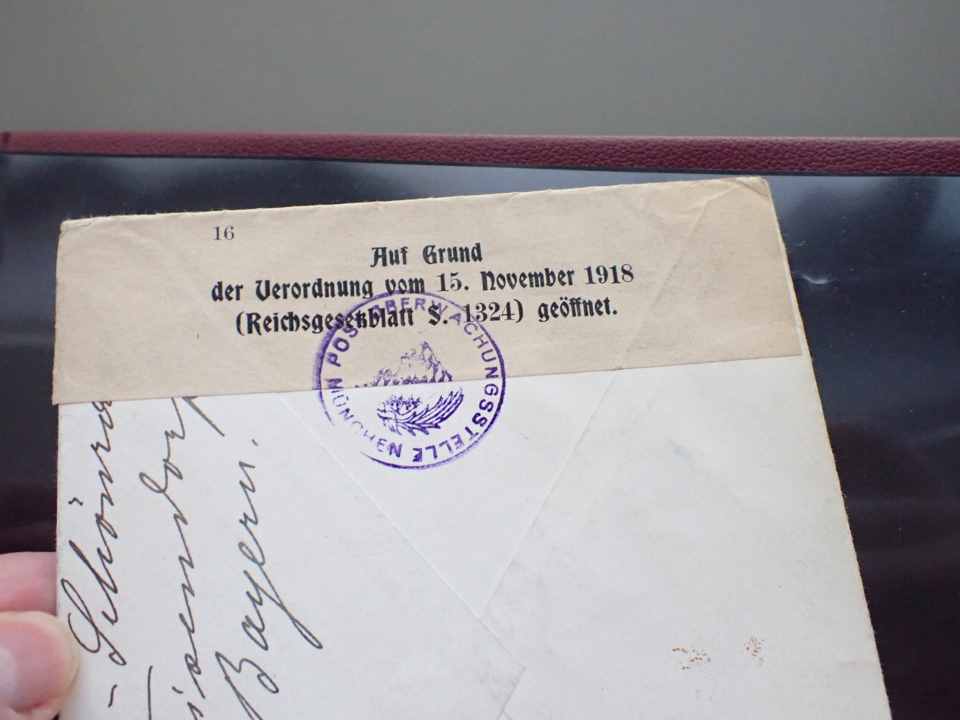 16
Auf Grund
der Verordnung vom 15. November 1918
(Reichsgesetzblatt S. 1324) geöffnet.
POSTÜBERWACHUNGSSTELLE MÜNCHEN
Bayern.